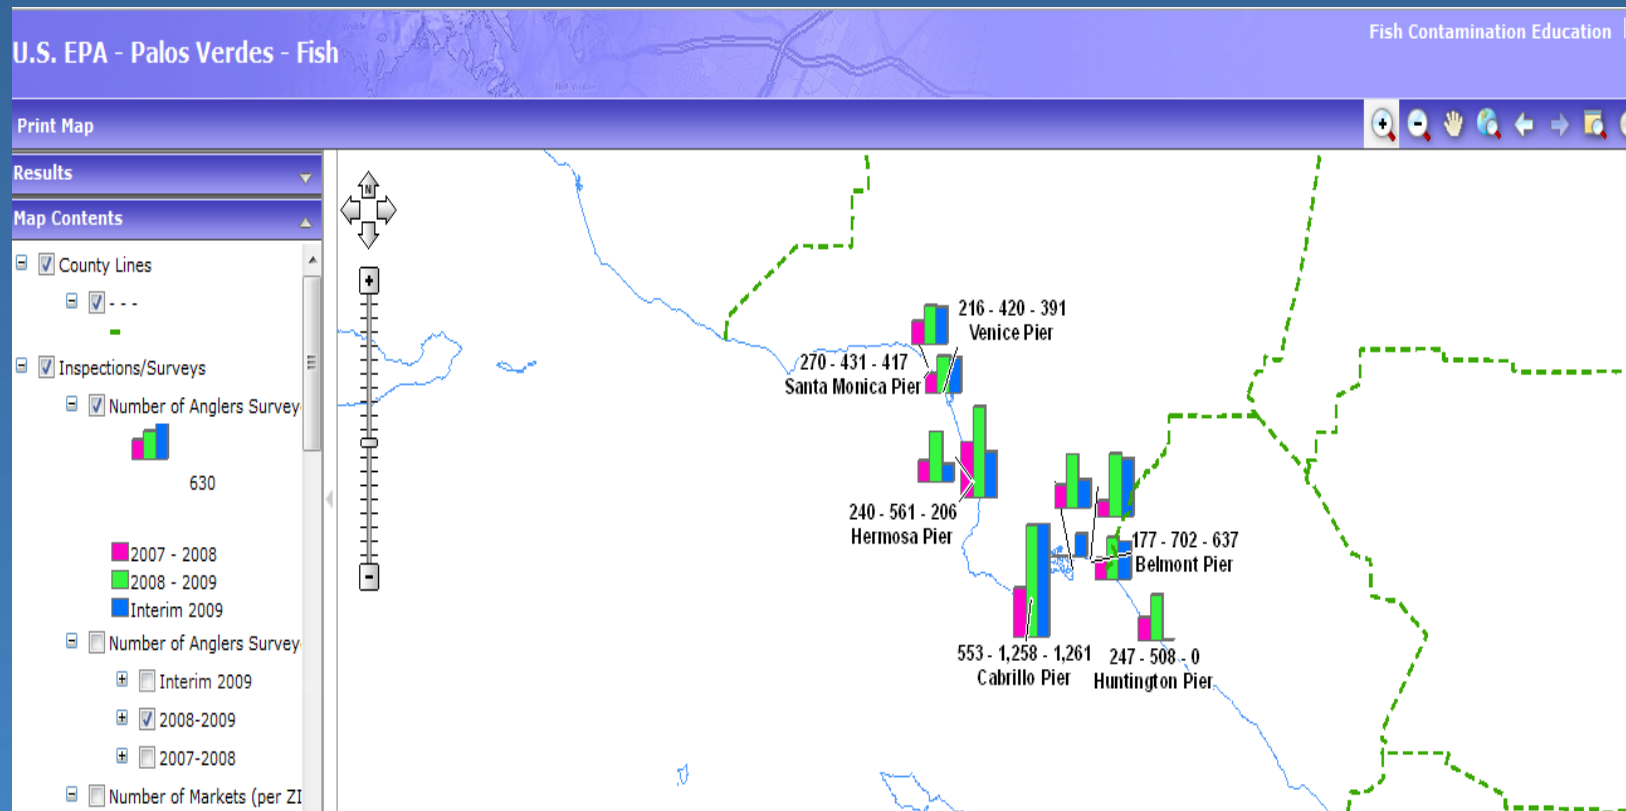 Fish Contamination Education
U.S. EPA - Palos Verdes - Fish
Print Map
Results
Map Contents
County Lines
- - -
Inspections/Surveys
Number of Anglers Survey
630
2007 - 2008
2008 - 2009
Interim 2009
Number of Anglers Survey
Interim 2009
2008-2009
2007-2008
Number of Markets (per ZI
N
216 - 420 - 391
Venice Pier
270 - 431 - 417
Santa Monica Pier
240 - 561 - 206
Hermosa Pier
177 - 702 - 637
Belmont Pier
553 - 1,258 - 1,261
Cabrillo Pier
247 - 508 - 0
Huntington Pier